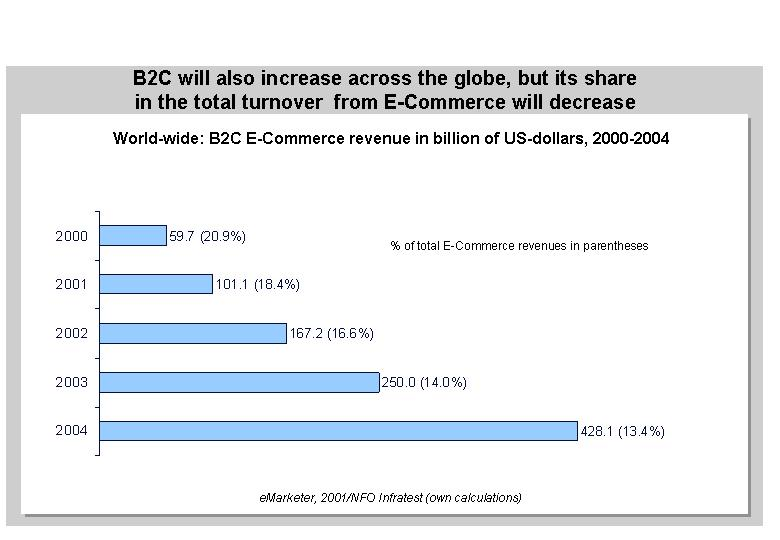 B2C will also increase across the globe, but its share
in the total turnover from E-Commerce will decrease
World-wide: B2C E-Commerce revenue in billion of US-dollars, 2000-2004
2000 59.7 (20.9%)
% of total E-Commerce revenues in parentheses
2001 101.1 (18.4%)
2002 167.2 (16.6%)
2003 250.0 (14.0%)
2004 428.1 (13.4%)
eMarketer, 2001/NFO Infratest (own calculations)